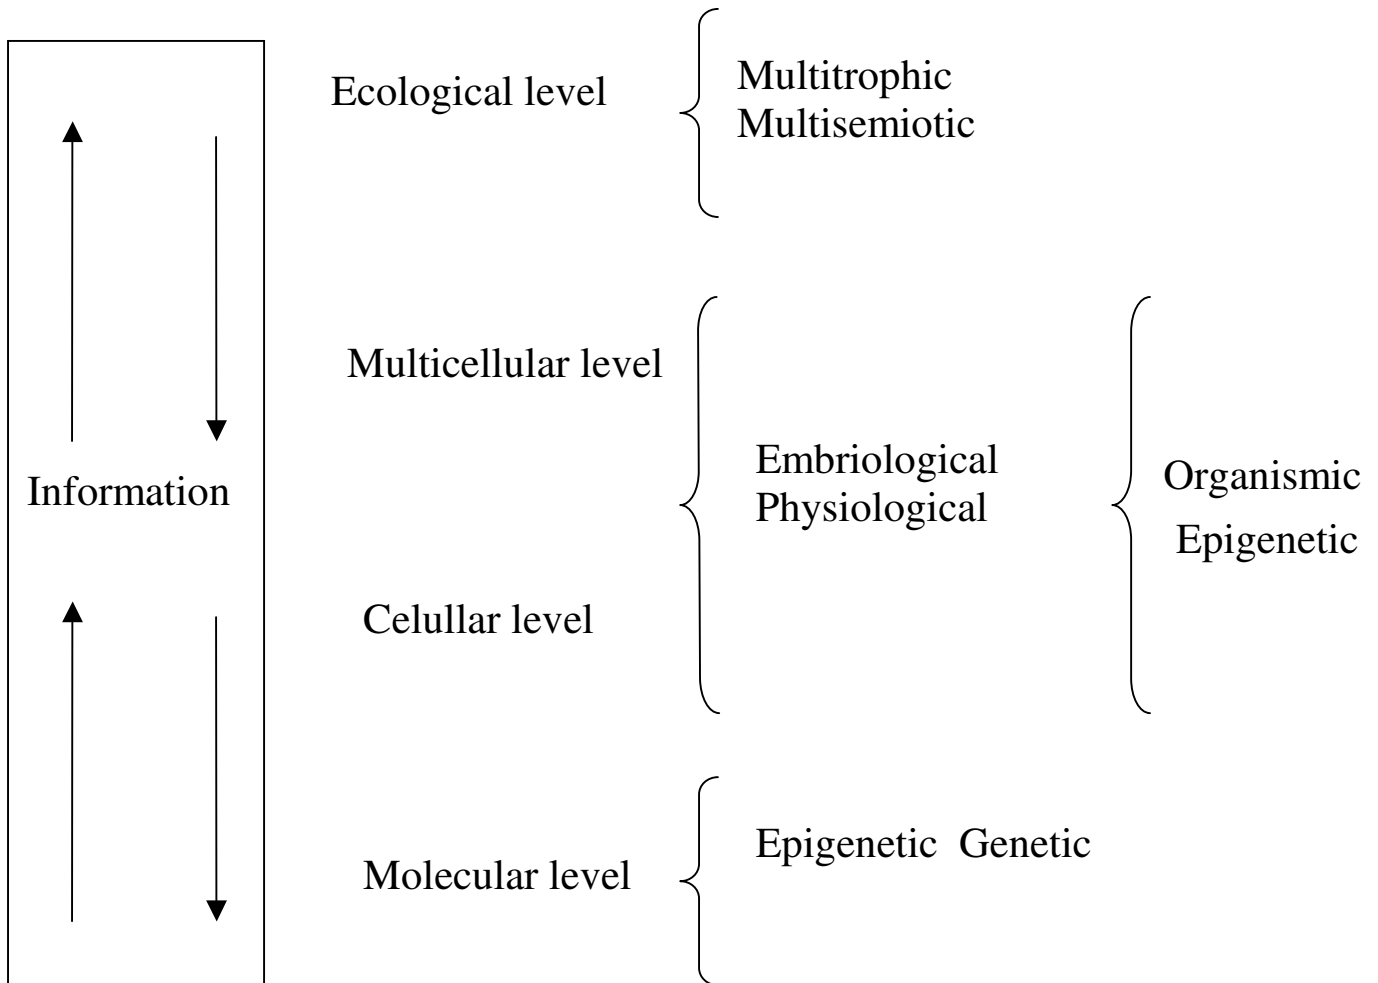 Ecological level
Multitrophic
Multisemiotic
Multicellular level
Embriological
Physiological
Organismic
Epigenetic
Information
Celullar level
Epigenetic Genetic
Molecular level